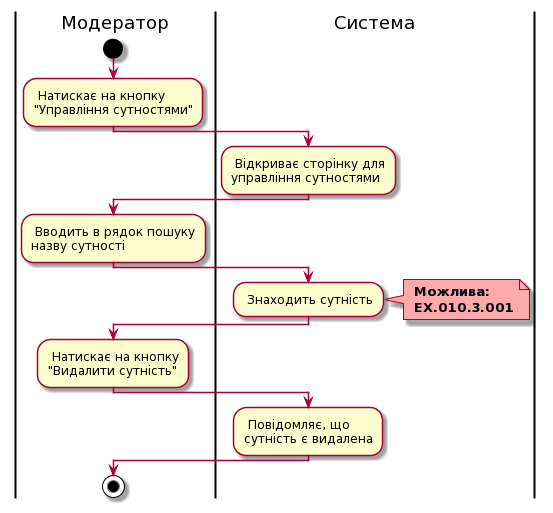 Модератор
Система
Натискає на кнопку
"Управління сутностями"
Відкриває сторінку для
управління сутностями
Вводить в рядок пошуку
назву сутності
Знаходить сутність
Можлива:
EX.010.3.001
Натискає на кнопку
"Видалити сутність"
Повідомляє, що
сутність є видалена